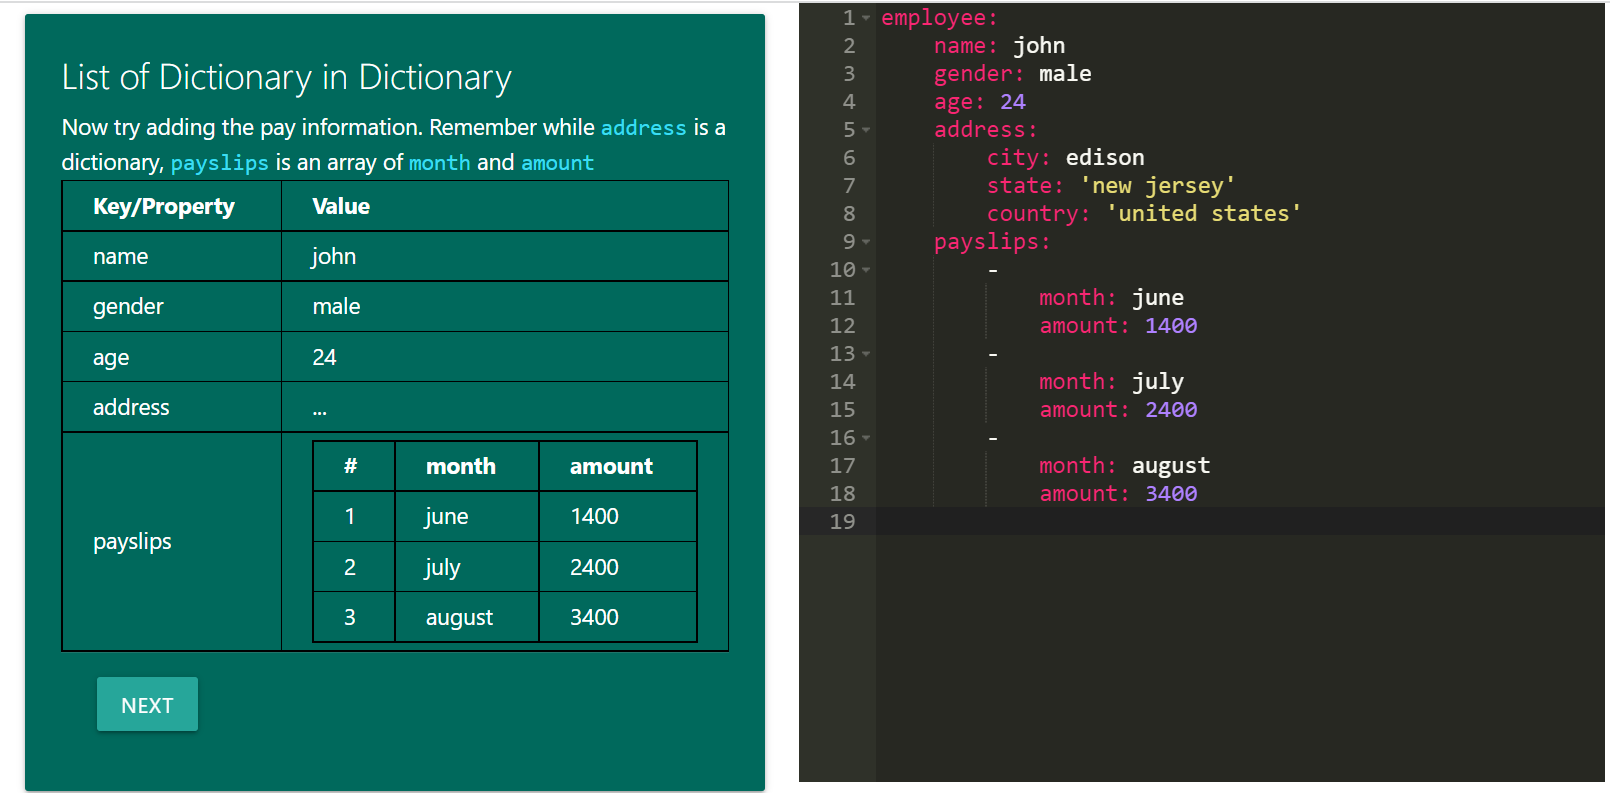 List of Dictionary in Dictionary
Now try adding the pay information. Remember while address is a
dictionary, payslips is an array of month and amount
Key/Property Value
name john
gender male
age 24
address ...
payslips
# month amount
1 june 1400
2 july 2400
3 august 3400
NEXT
1 employee:
2     name: john
3     gender: male
4     age: 24
5     address:
6         city: edison
7         state: 'new jersey'
8         country: 'united states'
9     payslips:
10         -
11             month: june
12             amount: 1400
13         -
14             month: july
15             amount: 2400
16         -
17             month: august
18             amount: 3400
19